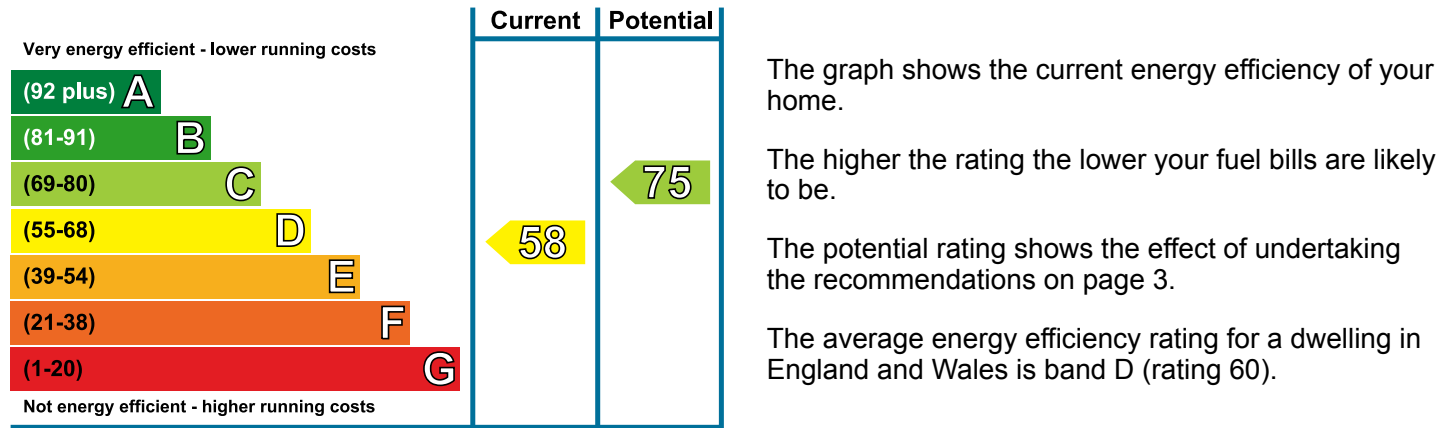 Current Potential
Very energy efficient - lower running costs
(92 plus) A
(81-91) B
(69-80) C
75
(55-68) D
58
(39-54) E
(21-38) F
(1-20) G
Not energy efficient - higher running costs
The graph shows the current energy efficiency of your
home.
The higher the rating the lower your fuel bills are likely
to be.
The potential rating shows the effect of undertaking
the recommendations on page 3.
The average energy efficiency rating for a dwelling in
England and Wales is band D (rating 60).